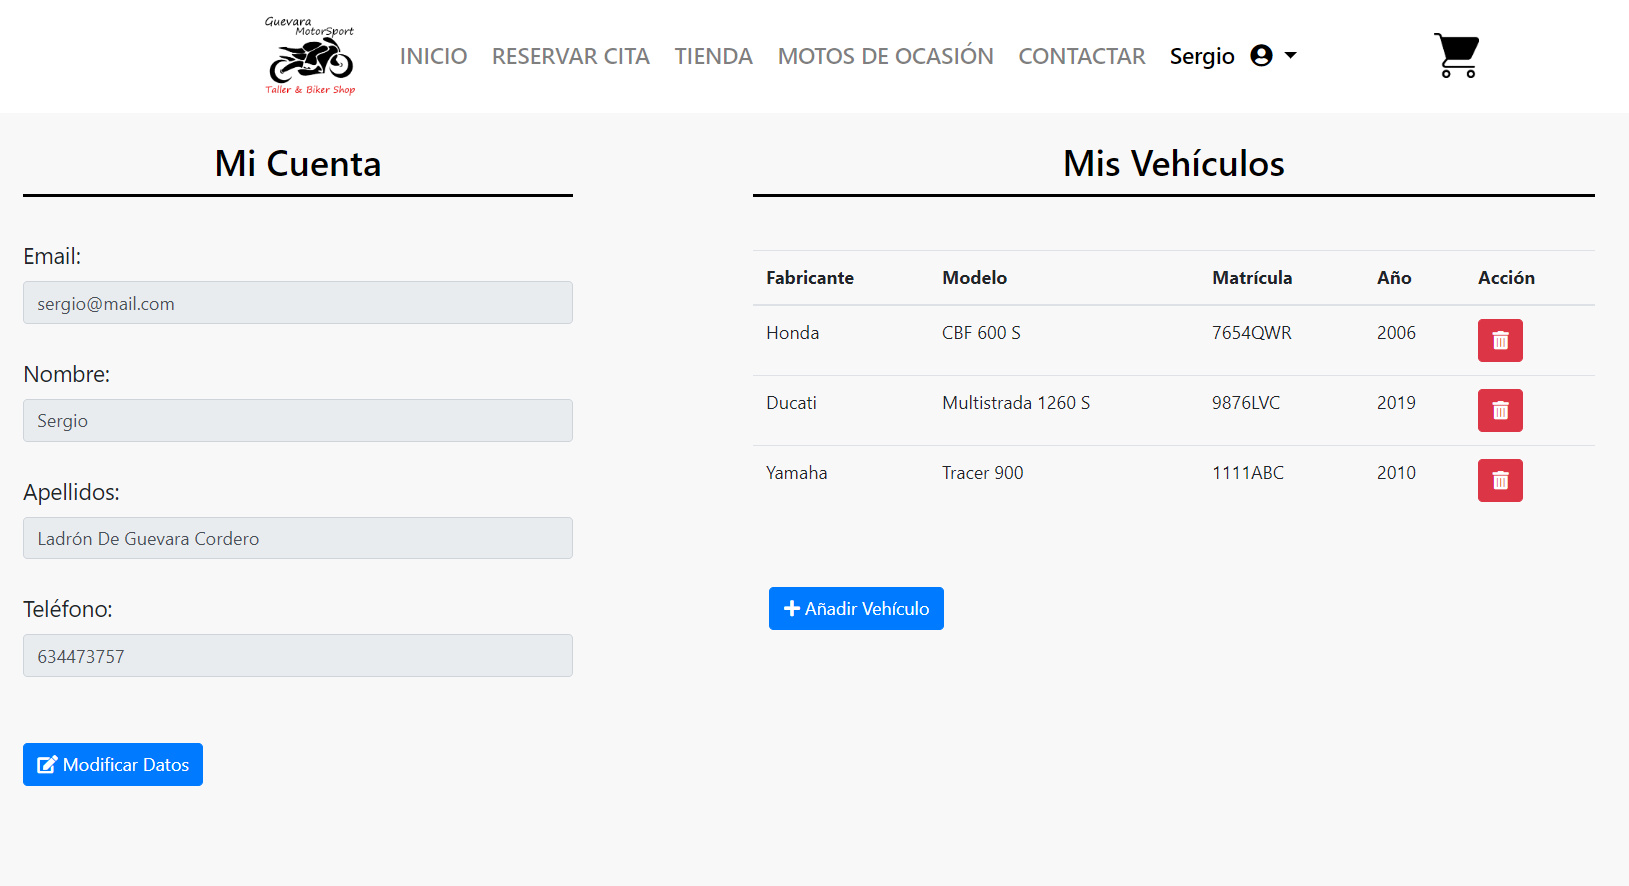 Guevara
MotorSport
Taller & Biker Shop
INICIO RESERVAR CITA TIENDA MOTOS DE OCASIÓN CONTACTAR Sergio
Mi Cuenta
Email:
sergio@mail.com
Nombre:
Sergio
Apellidos:
Ladrón De Guevara Cordero
Teléfono:
634473757
Modificar Datos
Mis Vehículos
Fabricante Modelo Matrícula Año Acción
Honda CBF 600 S 7654QWR 2006
Ducati Multistrada 1260 S 9876LVC 2019
Yamaha Tracer 900 1111ABC 2010
Añadir Vehículo